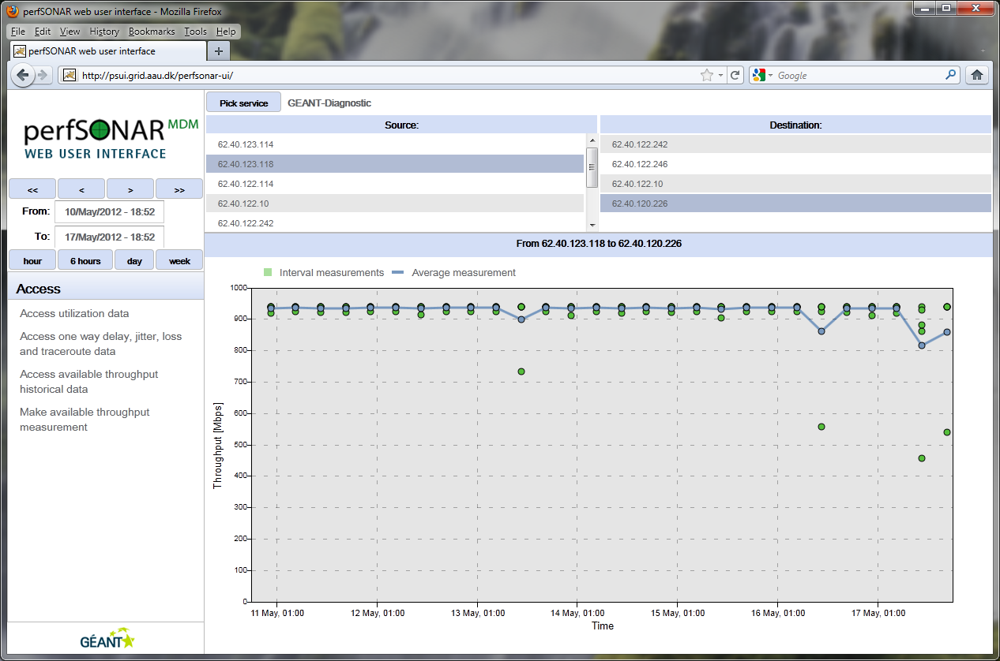 perfSONAR web user interface - Mozilla Firefox
File Edit View History Bookmarks Tools Help
perfSONAR web user interface
+
http://psui.grid.aau.dk/perfsonar-ui/
Google
perfSONAR MDM
WEB USER INTERFACE
<< < > >>
From: 10/May/2012 - 18:52
To: 17/May/2012 - 18:52
hour 6 hours day week
Access
Access utilization data
Access one way delay, jitter, loss
and traceroute data
Access available throughput
historical data
Make available throughput
measurement
GÉANT
Pick service GEANT-Diagnostic
Source: Destination:
62.40.123.114 62.40.122.242
62.40.123.118 62.40.122.246
62.40.122.114 62.40.122.10
62.40.122.10 62.40.120.226
62.40.122.242
From 62.40.123.118 to 62.40.120.226
Interval measurements Average measurement
1000
900
800
700
600
500
400
300
200
100
0
Throughput [Mbps]
11 May, 01:00 12 May, 01:00 13 May, 01:00 14 May, 01:00 15 May, 01:00 16 May, 01:00 17 May, 01:00
Time